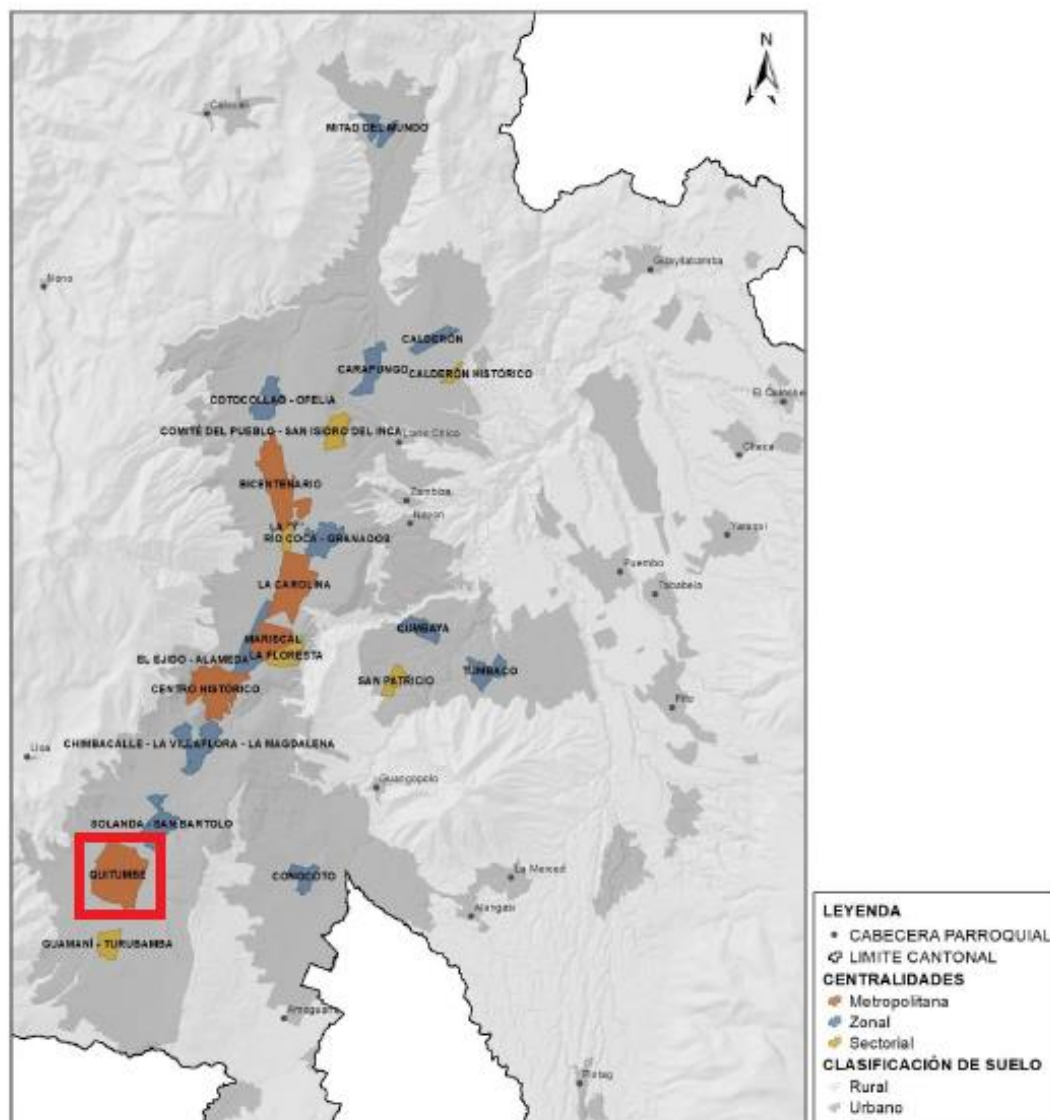 N
Calacalí
MITAD DEL MUNDO
Guayllabamba
Nono
CALDERÓN
CARAPUNGO
CALDERÓN HISTÓRICO
El Quinche
COTOCOLLAO - OFELIA
COMITÉ DEL PUEBLO - SAN ISIDRO DEL INCA
Llano Chico
Checa
BICENTENARIO
Zambiza
Nayon
LA "Y"
RÍO COCA - GRANADOS
Yaruqui
Puembo
LA CAROLINA
Tababela
CUMBAYA
MARISCAL
LA FLORESTA
EL EJIDO - ALAMEDA
TUMBACO
SAN PATRICIO
CENTRO HISTÓRICO
Pifo
CHIMBACALLE - LA VILLAFLORA - LA MAGDALENA
Lloa
Guangopolo
SOLANDA - SAN BARTOLO
QUITUMBE
CONOCOTO
La Merced
Alangasi
GUAMANÍ - TURUBAMBA
Amaguaña
Pintag
LEYENDA
CABECERA PARROQUIAL
LIMITE CANTONAL
CENTRALIDADES
Metropolitana
Zonal
Sectorial
CLASIFICACIÓN DE SUELO
Rural
Urbano